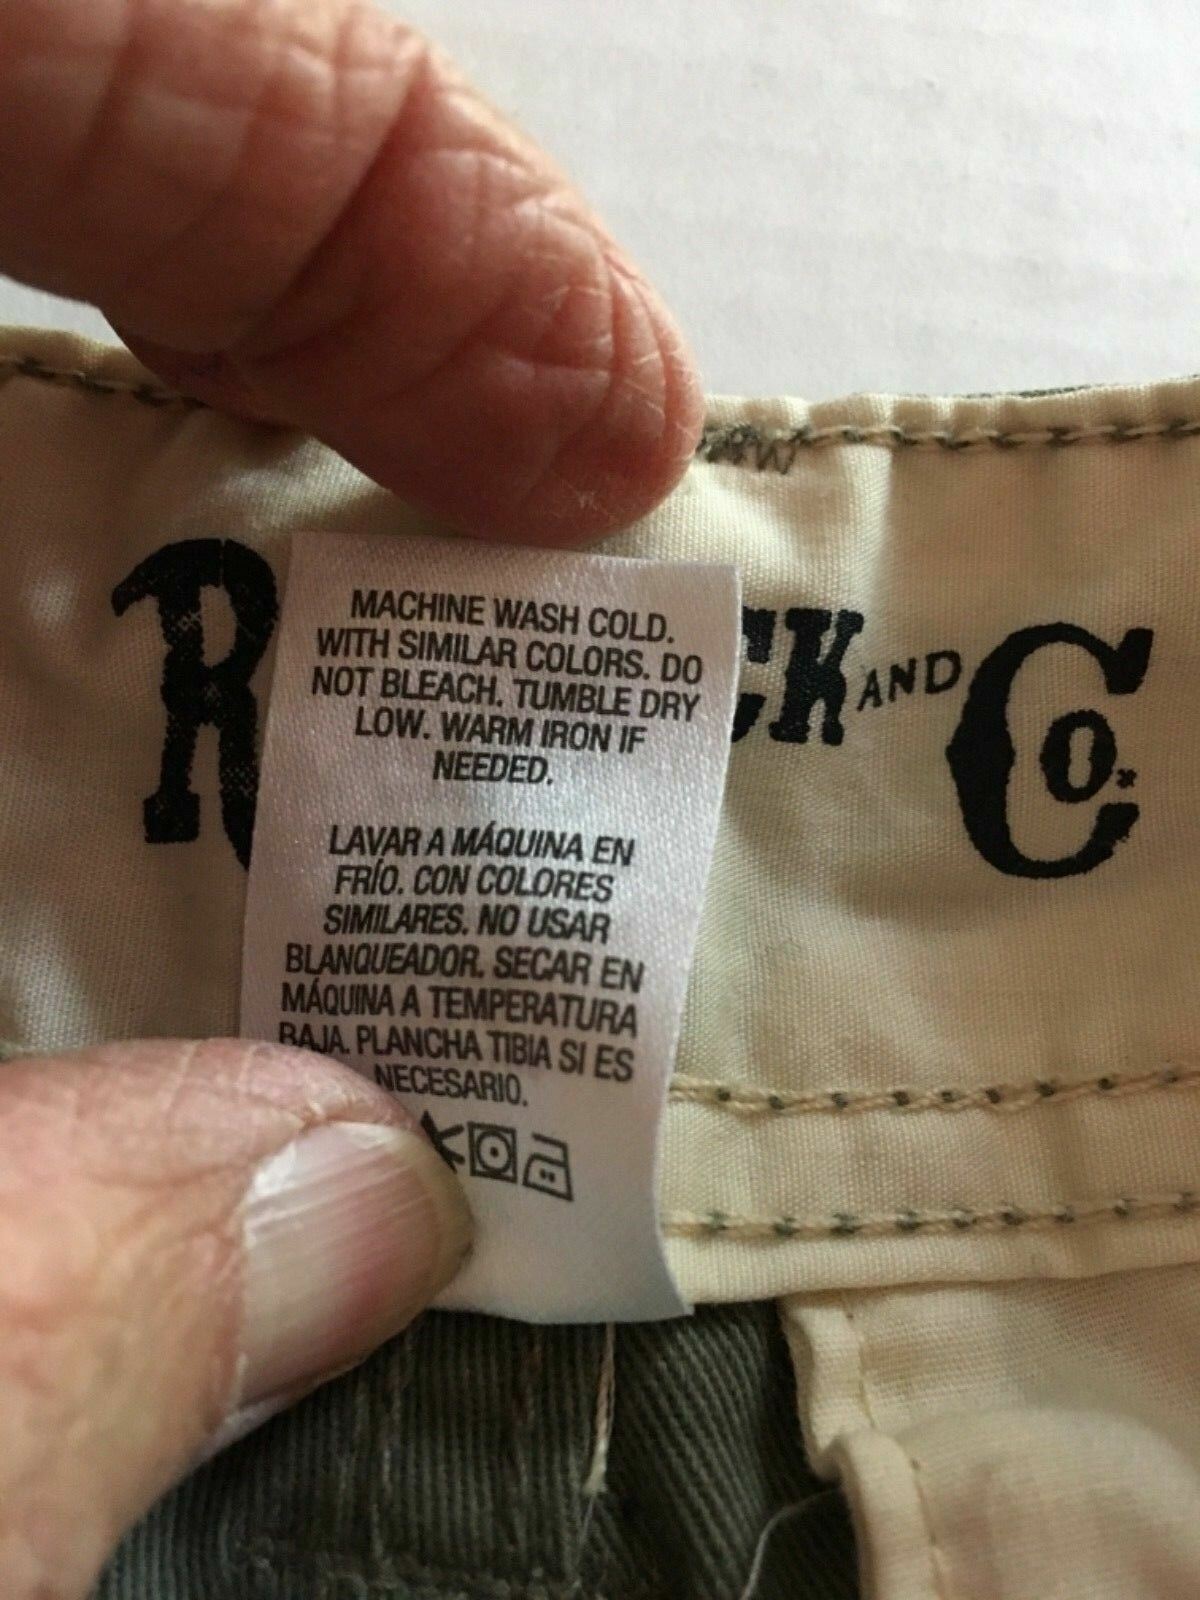 MACHINE WASH COLD.
WITH SIMILAR COLORS. DO
NOT BLEACH. TUMBLE DRY
LOW. WARM IRON IF
NEEDED.
LAVAR A MÁQUINA EN
FRÍO. CON COLORES
SIMILARES. NO USAR
BLANQUEADOR. SECAR EN
MÁQUINA A TEMPERATURA
BAJA. PLANCHA TIBIA SI ES
NECESARIO.
AND Co.